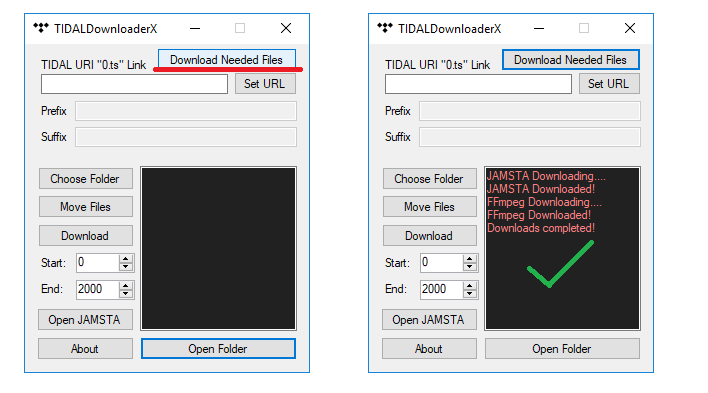 TIDALDownloaderX
TIDAL URI "0.ts" Link
Download Needed Files
Set URL
Prefix
Suffix
Choose Folder
Move Files
Download
Start: 0
End: 2000
Open JAMSTA
About
Open Folder
TIDALDownloaderX
TIDAL URI "0.ts" Link
Download Needed Files
Set URL
Prefix
Suffix
Choose Folder
Move Files
Download
Start: 0
End: 2000
Open JAMSTA
About
JAMSTA Downloading....
JAMSTA Downloaded!
FFmpeg Downloading....
FFmpeg Downloaded!
Downloads completed!
Open Folder